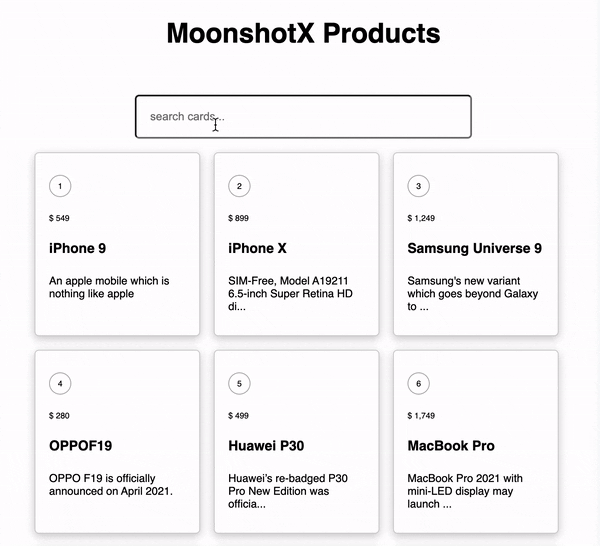 MoonshotX Products
search cards...
1
$ 549
iPhone 9
An apple mobile which is
nothing like apple
2
$ 899
iPhone X
SIM-Free, Model A19211
6.5-inch Super Retina HD
di...
3
$ 1,249
Samsung Universe 9
Samsung's new variant
which goes beyond Galaxy
to ...
4
$ 280
OPPOF19
OPPO F19 is officially
announced on April 2021.
5
$ 499
Huawei P30
Huawei’s re-badged P30
Pro New Edition was
officia...
6
$ 1,749
MacBook Pro
MacBook Pro 2021 with
mini-LED display may
launch ...